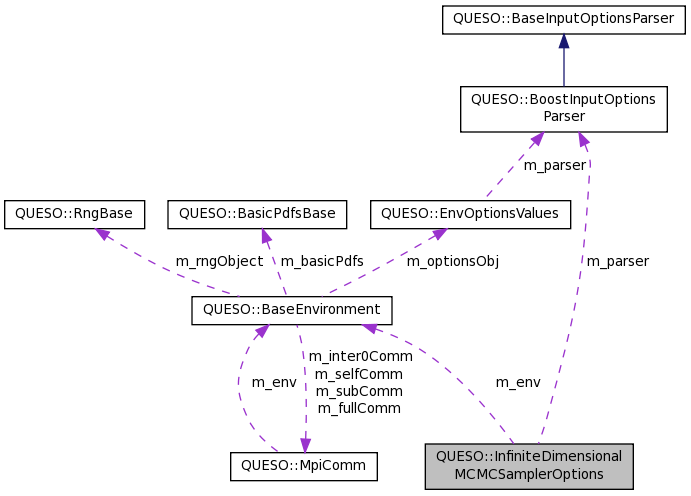 QUESO::BaseInputOptionsParser
QUESO::BoostInputOptions
Parser
m_parser
QUESO::RngBase
QUESO::BasicPdfsBase
QUESO::EnvOptionsValues
m_rngObject
m_basicPdfs
m_optionsObj
m_parser
QUESO::BaseEnvironment
m_inter0Comm
m_selfComm
m_subComm
m_fullComm
m_env
m_env
QUESO::MpiComm
QUESO::InfiniteDimensional
MCMCSamplerOptions